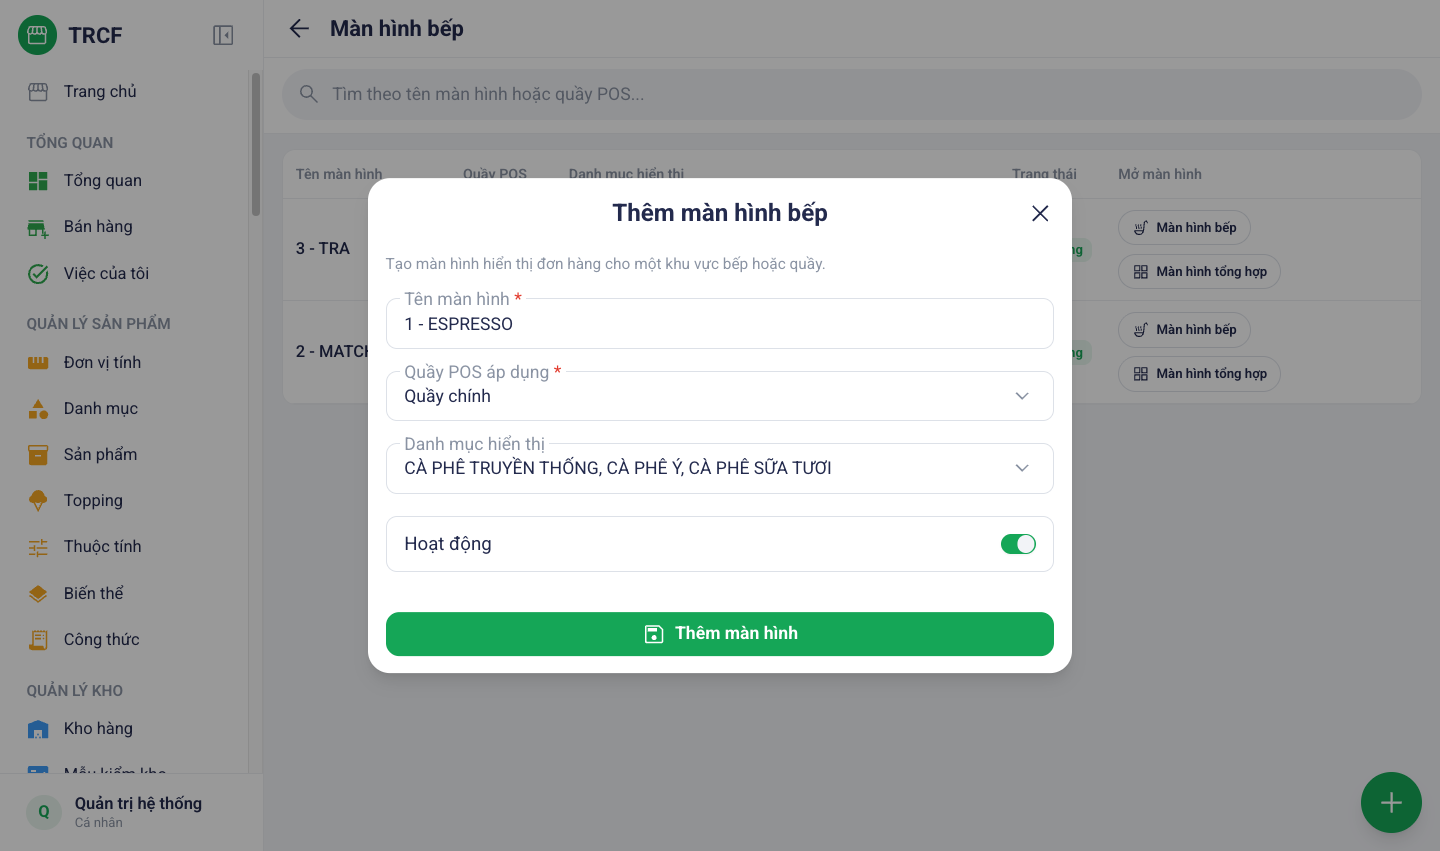 TRCF
Trang chủ
TỔNG QUAN
Tổng quan
Bán hàng
Việc của tôi
QUẢN LÝ SẢN PHẨM
Đơn vị tính
Danh mục
Sản phẩm
Topping
Thuộc tính
Biến thể
Công thức
QUẢN LÝ KHO
Kho hàng
Mẫu kiểm kho
Q
Quản trị hệ thống
Cá nhân
Màn hình bếp
Tìm theo tên màn hình hoặc quầy POS...
Tên màn hình Quầy POS Danh mục hiển thị Trạng thái Mở màn hình
3 - TRA
ng
Màn hình bếp
Màn hình tổng hợp
2 - MATCH
ng
Màn hình bếp
Màn hình tổng hợp
Thêm màn hình bếp
Tạo màn hình hiển thị đơn hàng cho một khu vực bếp hoặc quầy.
Tên màn hình *
1 - ESPRESSO
Quầy POS áp dụng *
Quầy chính
Danh mục hiển thị
CÀ PHÊ TRUYỀN THỐNG, CÀ PHÊ Ý, CÀ PHÊ SỮA TƯƠI
Hoạt động
Thêm màn hình